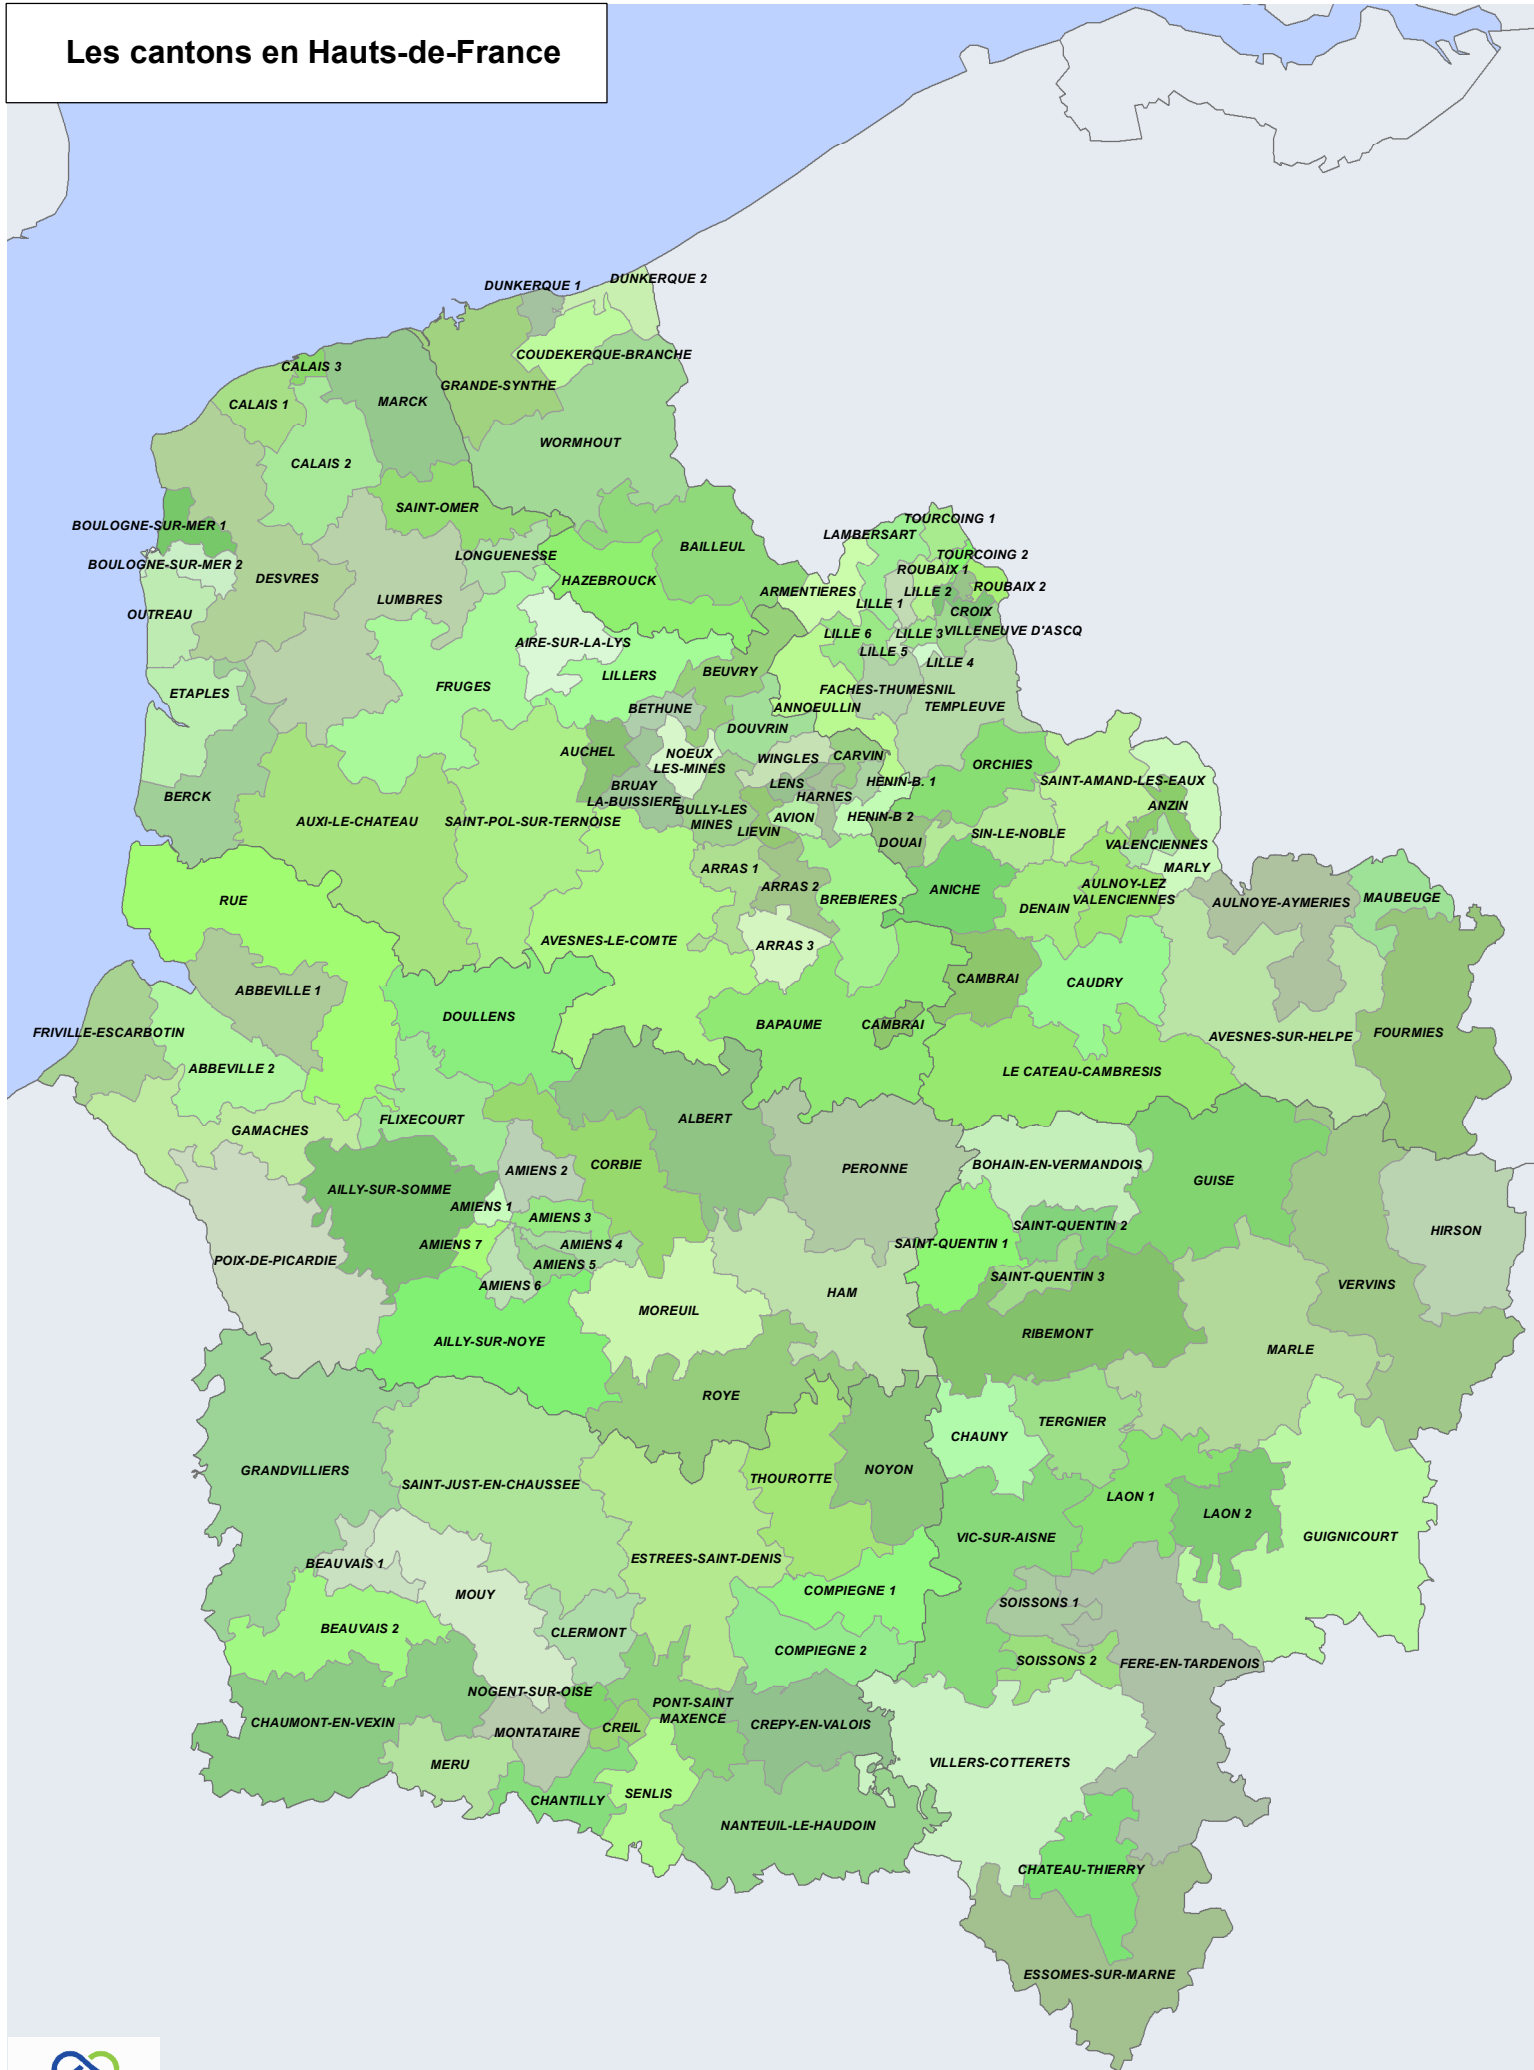 Les cantons en Hauts-de-France
DUNKERQUE 2
DUNKERQUE 1
COUDEKERQUE-BRANCHE
CALAIS 3
GRANDE-SYNTHE
MARCK
CALAIS 1
WORMHOUT
CALAIS 2
SAINT-OMER
TOURCOING 1
BOULOGNE-SUR-MER 1
LAMBERSART
BAILLEUL
LONGUENESSE
TOURCOING 2
BOULOGNE-SUR-MER 2
ROUBAIX 1
DESVRES
HAZEBROUCK
ROUBAIX 2
ARMENTIERES
LILLE 2
LUMBRES
LILLE 1
CROIX
OUTREAU
LILLE 6
LILLE 3
VILLENEUVE D'ASCQ
AIRE-SUR-LA-LYS
LILLE 5
LILLE 4
BEUVRY
LILLERS
FRUGES
ETAPLES
FACHES-THUMESNIL
ANNOEULLIN
TEMPLEUVE
BETHUNE
DOUVRIN
AUCHEL
NOEUX
LES-MINES
WINGLES
CARVIN
ORCHIES
HENIN-B. 1
SAINT-AMAND-LES-EAUX
BRUAY
LA-BUISSIERE
LENS
HARNES
BERCK
ANZIN
BULLY-LES
MINES
AVION
HENIN-B 2
AUXI-LE-CHATEAU
SAINT-POL-SUR-TERNOISE
LIEVIN
SIN-LE-NOBLE
DOUAI
VALENCIENNES
ARRAS 1
MARLY
ARRAS 2
ANICHE
AULNOY-LEZ
VALENCIENNES
RUE
BREBIERES
DENAIN
AULNOYE-AYMERIES
MAUBEUGE
AVESNES-LE-COMTE
ARRAS 3
CAMBRAI
CAUDRY
ABBEVILLE 1
DOULLENS
BAPAUME
CAMBRAI
FRIVILLE-ESCARBOTIN
AVESNES-SUR-HELPE
FOURMIES
ABBEVILLE 2
LE CATEAU-CAMBRESIS
FLIXECOURT
ALBERT
GAMACHES
CORBIE
AMIENS 2
PERONNE
BOHAIN-EN-VERMANDOIS
GUISE
AILLY-SUR-SOMME
AMIENS 1
AMIENS 3
SAINT-QUENTIN 2
HIRSON
AMIENS 7
AMIENS 4
SAINT-QUENTIN 1
POIX-DE-PICARDIE
AMIENS 5
AMIENS 6
SAINT-QUENTIN 3
VERVINS
HAM
MOREUIL
RIBEMONT
AILLY-SUR-NOYE
MARLE
ROYE
TERGNIER
CHAUNY
GRANDVILLIERS
NOYON
THOUROTTE
SAINT-JUST-EN-CHAUSSEE
LAON 1
LAON 2
VIC-SUR-AISNE
GUIGNICOURT
BEAUVAIS 1
ESTREES-SAINT-DENIS
COMPIEGNE 1
MOUY
SOISSONS 1
BEAUVAIS 2
CLERMONT
COMPIEGNE 2
SOISSONS 2
FERE-EN-TARDENOIS
NOGENT-SUR-OISE
PONT-SAINT
MAXENCE
CHAUMONT-EN-VEXIN
MONTATAIRE
CREIL
CREPY-EN-VALOIS
MERU
VILLERS-COTTERETS
CHANTILLY
SENLIS
NANTEUIL-LE-HAUDOIN
CHATEAU-THIERRY
ESSOMES-SUR-MARNE